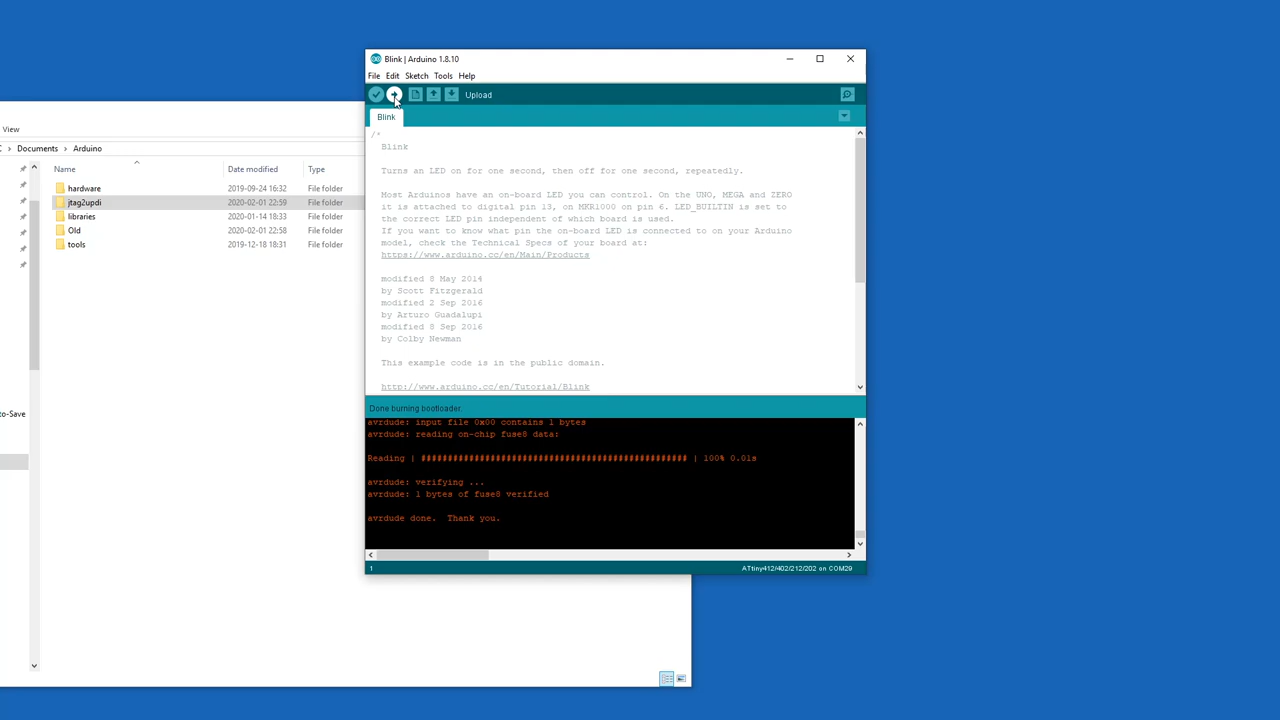 Blink | Arduino 1.8.10
File Edit Sketch Tools Help
Upload
Blink
/*
Blink
Turns an LED on for one second, then off for one second, repeatedly.
Most Arduinos have an on-board LED you can control. On the UNO, MEGA and ZERO
it is attached to digital pin 13, on MKR1000 on pin 6. LED_BUILTIN is set to
the correct LED pin independent of which board is used.
If you want to know what pin the on-board LED is connected to on your Arduino
model, check the Technical Specs of your board at:
https://www.arduino.cc/en/Main/Products
modified 8 May 2014
by Scott Fitzgerald
modified 2 Sep 2016
by Arturo Guadalupi
modified 8 Sep 2016
by Colby Newman
This example code is in the public domain.
http://www.arduino.cc/en/Tutorial/Blink
Done burning bootloader.
avrdude: input file 0x00 contains 1 bytes
avrdude: reading on-chip fuse8 data:
Reading | ################################################## | 100% 0.01s
avrdude: verifying ...
avrdude: 1 bytes of fuse8 verified
avrdude done.  Thank you.
1 ATtiny412/402/212/202 on COM29
View
Documents > Arduino
Name Date modified Type
hardware 2019-09-24 16:32 File folder
jtag2updi 2020-02-01 22:59 File folder
libraries 2020-01-14 18:33 File folder
Old 2020-02-01 22:58 File folder
tools 2019-12-18 18:31 File folder
to-Save